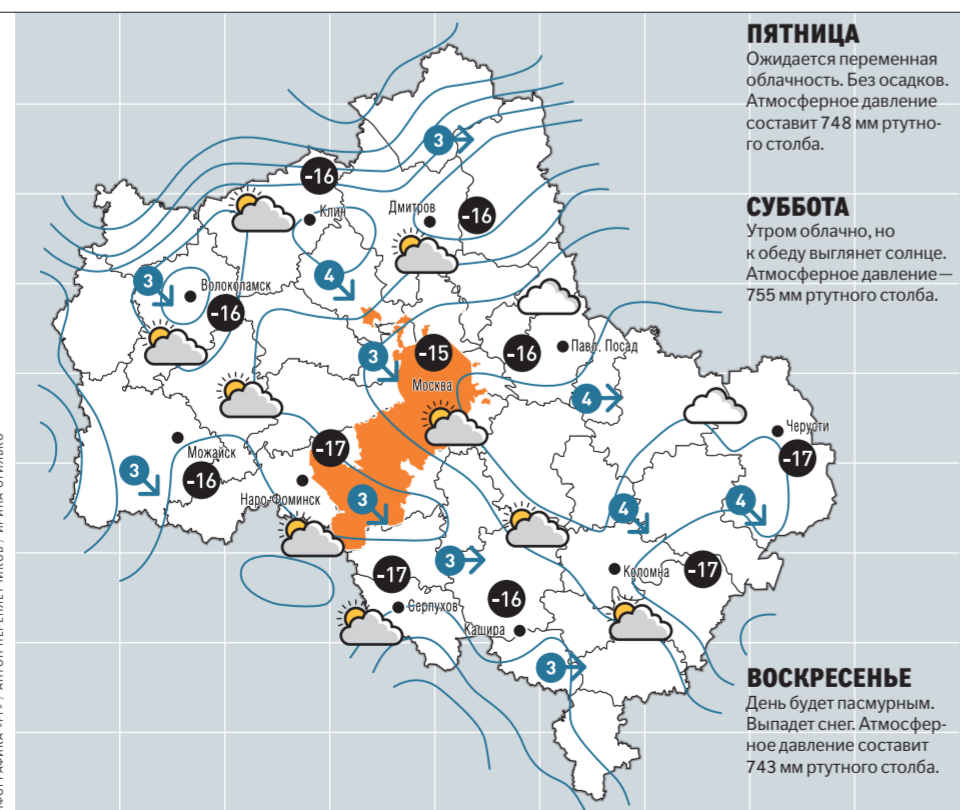 ПЯТНИЦА
Ожидается переменная
облачность. Без осадков.
Атмосферное давление
составит 748 мм ртутно-
го столба.
СУББОТА
Утром облачно, но
к обеду выглянет солнце.
Атмосферное давление —
755 мм ртутного столба.
ВОСКРЕСЕНЬЕ
День будет пасмурным.
Выпадет снег. Атмосфер-
ное давление составит
743 мм ртутного столба.
3
-16
Клин
Дмитров
-16
4
3
Волоколамск
-16
3
-15
Москва
-16
Павл. Посад
4
Черусти
-17
Можайск
-16
3
-17
Наро-Фоминск
3
4
4
3
-17
Серпухов
-16
Кашира
Коломна
-17
3